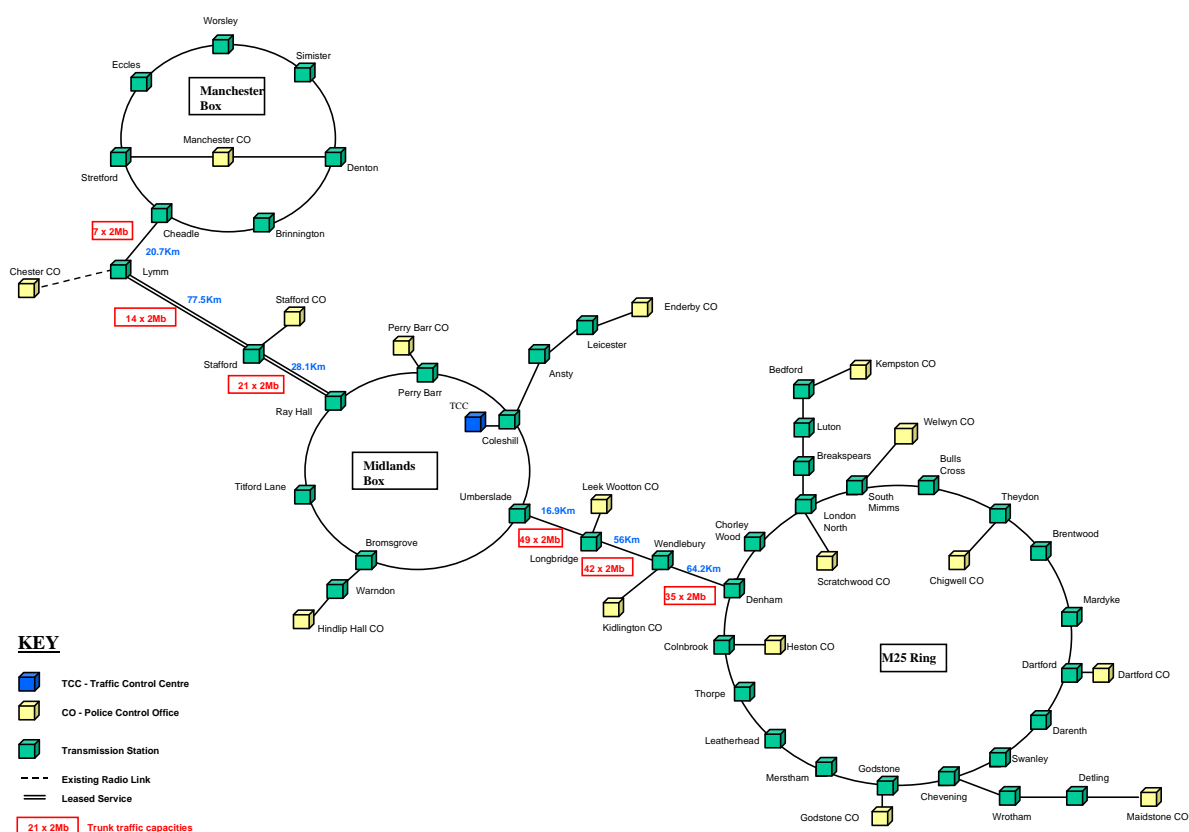 Worsley
Simister
Eccles
Manchester
Box
Manchester CO
Stretford
Denton
Cheadle
Brinnington
7 x 2Mb
20.7Km
Chester CO
Lymm
77.5Km
14 x 2Mb
Stafford CO
Stafford
28.1Km
21 x 2Mb
Ray Hall
Perry Barr CO
Perry Barr
Enderby CO
Leicester
Ansty
TCC
Coleshill
Midlands
Box
Titford Lane
Umberslade
Bromsgrove
Warndon
Hindlip Hall CO
Leek Wootton CO
16.9Km
49 x 2Mb
Longbridge
56Km
42 x 2Mb
Wendlebury
64.2Km
35 x 2Mb
Kidlington CO
Denham
Bedford
Kempston CO
Luton
Welwyn CO
Breakspears
Bulls
Cross
South
Mimms
London
North
Theydon
Chorley
Wood
Brentwood
Scratchwood CO
Chigwell CO
Mardyke
Colnbrook
Heston CO
M25 Ring
Dartford
Dartford CO
Thorpe
Darenth
Leatherhead
Swanley
Merstham
Godstone
Chevening
Detling
Godstone CO
Wrotham
Maidstone CO
KEY
TCC - Traffic Control Centre
CO - Police Control Office
Transmission Station
Existing Radio Link
Leased Service
21 x 2Mb Trunk traffic capacities